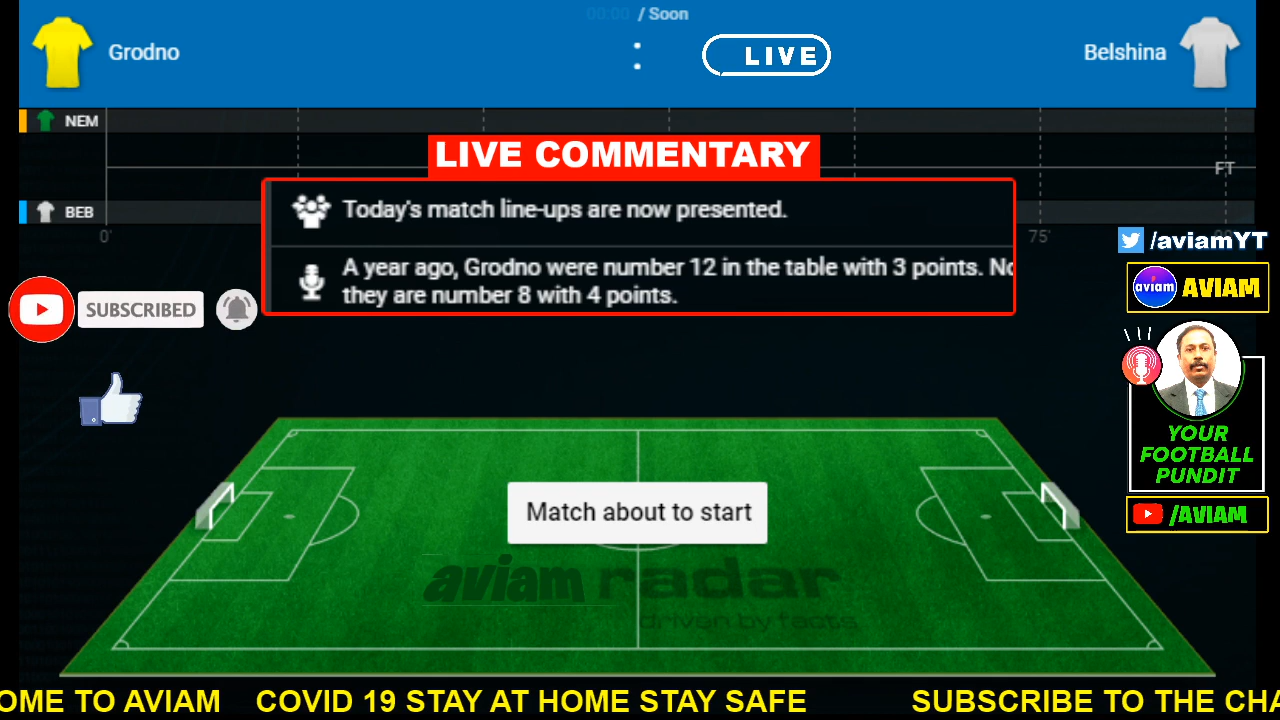 00:00 / Soon
Grodno
:
LIVE
Belshina
NEM
LIVE COMMENTARY
FT
Today's match line-ups are now presented.
BEB
0'
75'
/aviamYT
A year ago, Grodno were number 12 in the table with 3 points. No
they are number 8 with 4 points.
aviam AVIAM
SUBSCRIBED
YOUR
FOOTBALL
PUNDIT
Match about to start
/AVIAM
aviam radar
driven by facts
OME TO AVIAM COVID 19 STAY AT HOME STAY SAFE SUBSCRIBE TO THE CHA